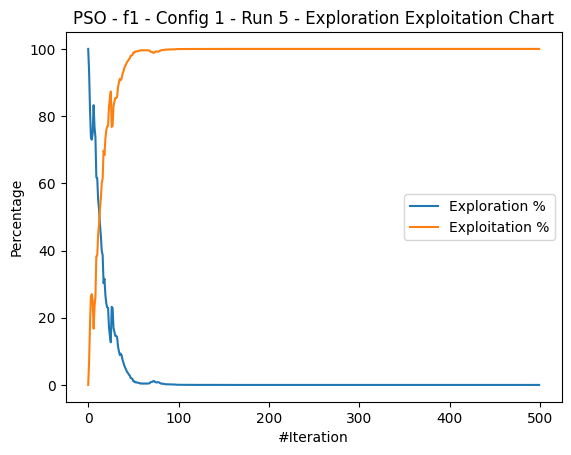 PSO - f1 - Config 1 - Run 5 - Exploration Exploitation Chart
100
80
60
40
20
0
Percentage
Exploration %
Exploitation %
0 100 200 300 400 500
#Iteration